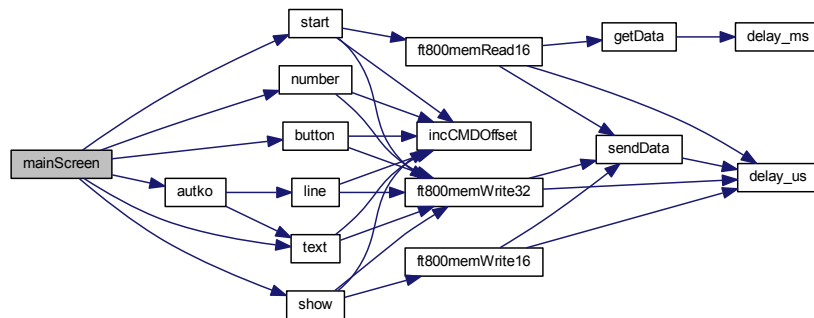 start
ft800memRead16
getData
delay_ms
number
button
incCMDOffset
sendData
mainScreen
autko
line
ft800memWrite32
delay_us
text
ft800memWrite16
show